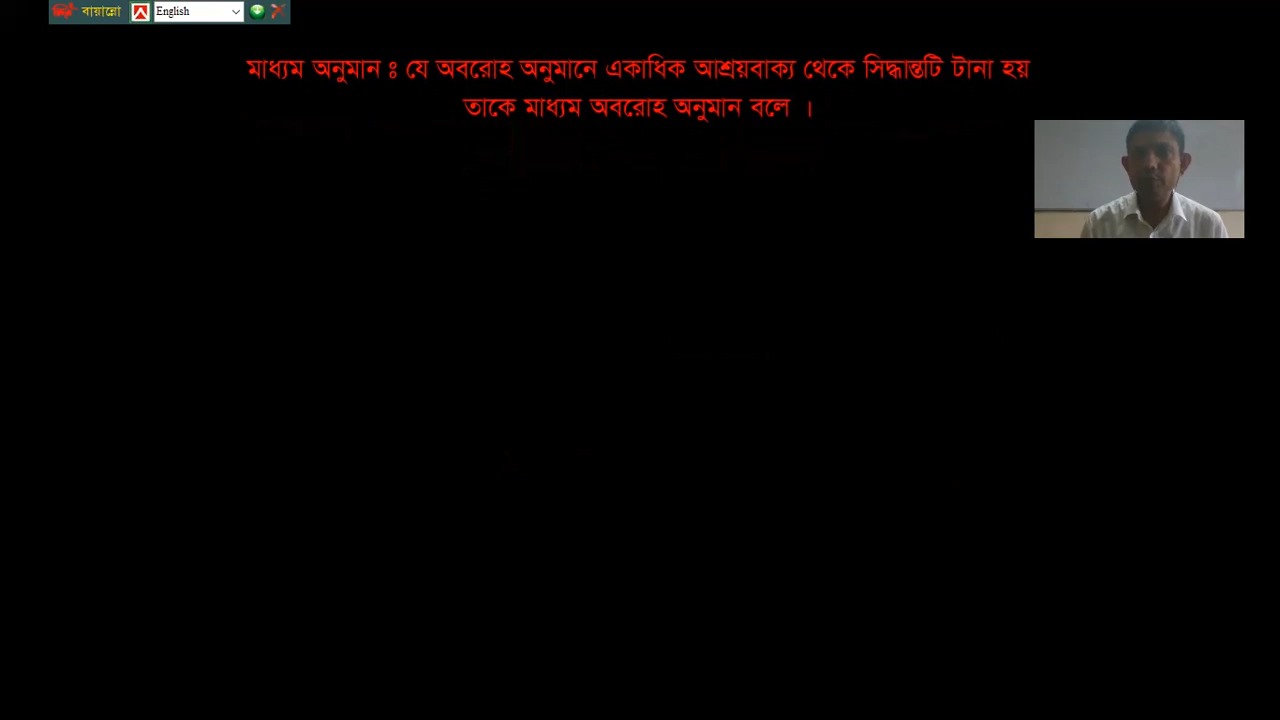 বায়ান্নো English
মাধ্যম অনুমান ঃ যে অবরোহ অনুমানে একাধিক আশ্রয়বাক্য থেকে সিদ্ধান্তটি টানা হয়
তাকে মাধ্যম অবরোহ অনুমান বলে ।